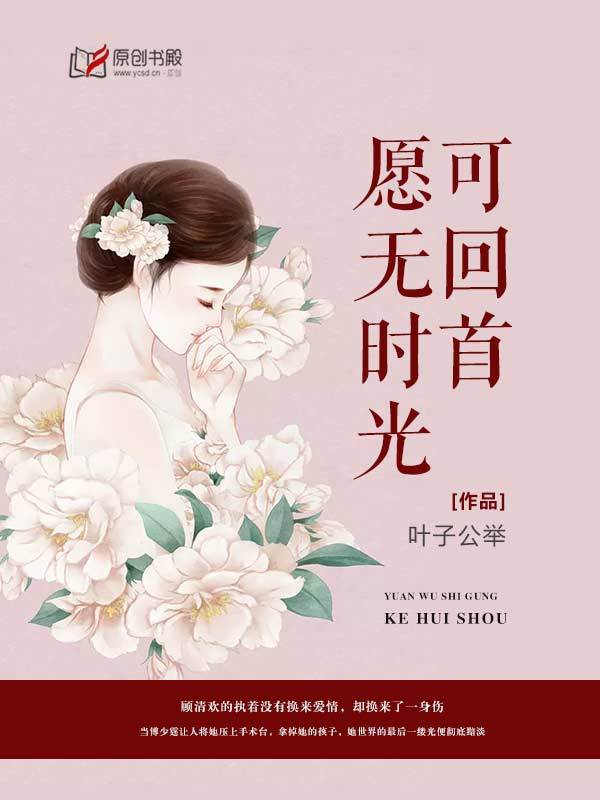 原创书殿
www.ycsd.cn
愿无时光
可回首
[作品]
叶子公举
YUAN WU SHI GUNG
KE HUI SHOU
顾清欢的执着没有换来爱情，却换来了一身伤
当傅少霆让人将她压上手术台，拿掉她的孩子，她世界的最后一缕光便彻底黯淡